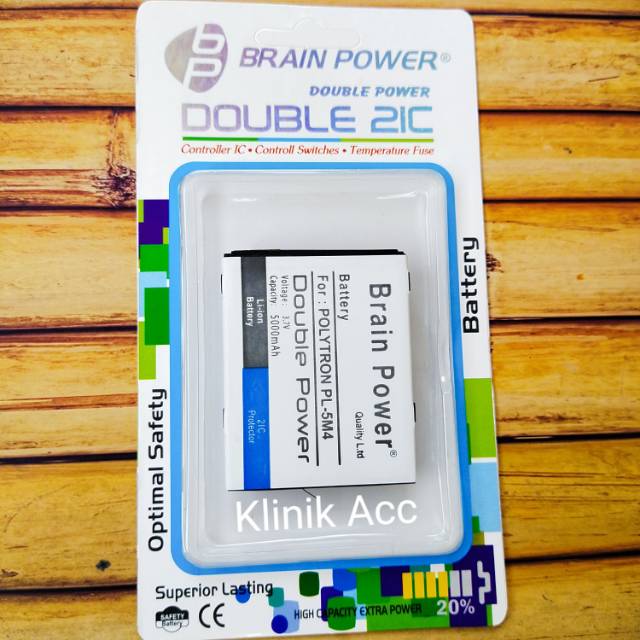 bp BRAIN POWER®
DOUBLE POWER
DOUBLE 2IC
Controller IC • Controll Switches • Temperature Fuse
Brain Power®
Quality L.td
Battery
For : POLYTRON PL-5M4
Double Power
Voltage : 3.7V
Capacity : 5000mAh
Li-ion
Battery
2IC
Protector
Klinik Acc
Optimal Safety
Battery
Superior Lasting
SAFETY
Battery
CE
HIGH CAPACITY EXTRA POWER
20%